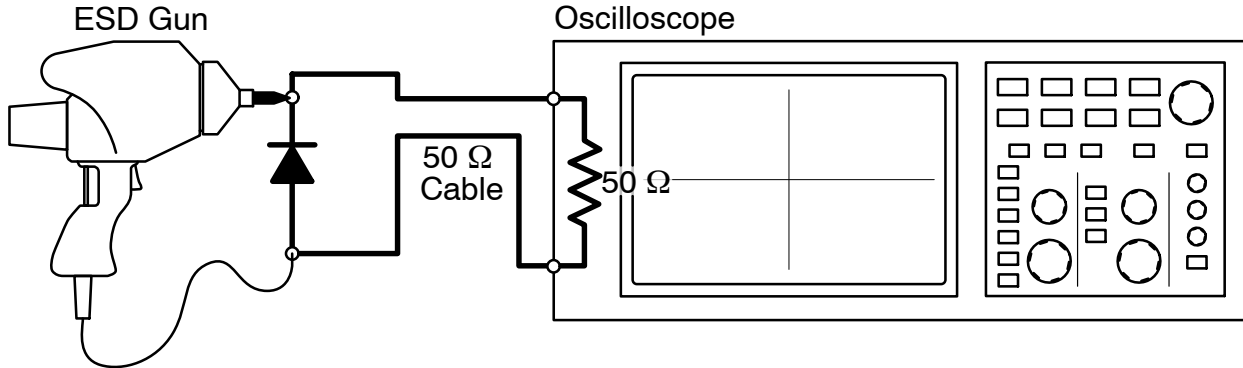 ESD Gun
Oscilloscope
50 Ω
Cable
50 Ω